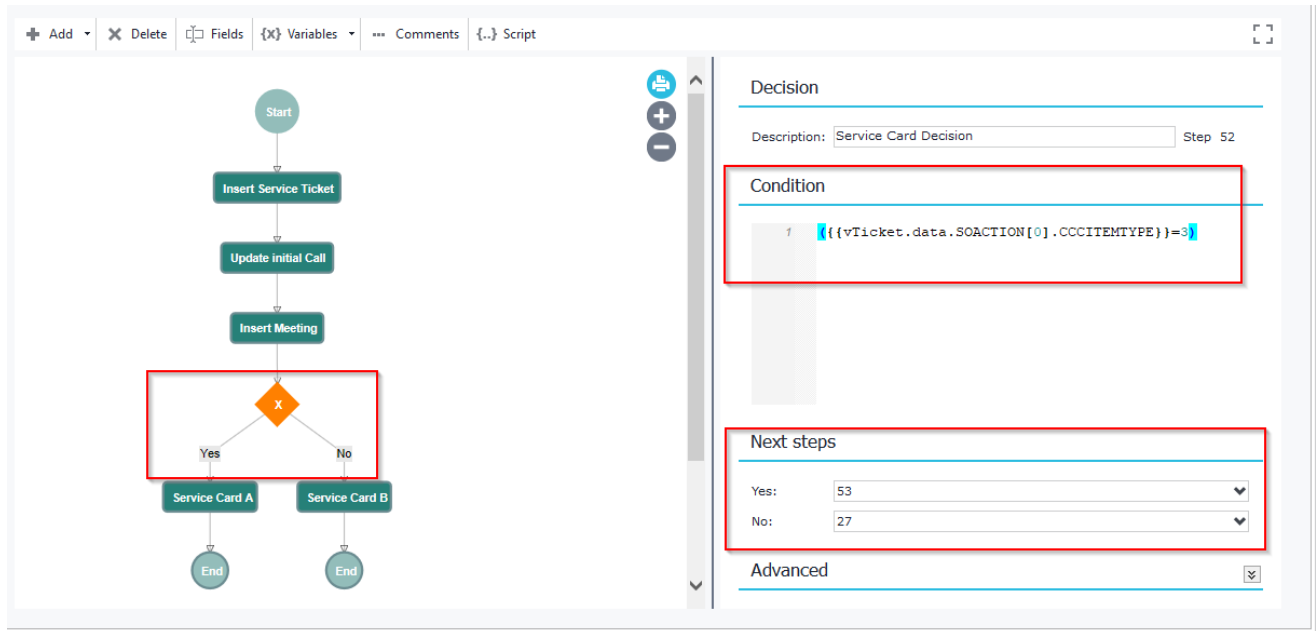 Add Delete Fields {x} Variables Comments {..} Script
Start
Insert Service Ticket
Update initial Call
Insert Meeting
X
Yes No
Service Card A Service Card B
End End
Decision
Description: Service Card Decision Step 52
Condition
1 ({{vTicket.data.SOACTION[0].CCCITEMTYPE}}=3)
Next steps
Yes: 53
No: 27
Advanced